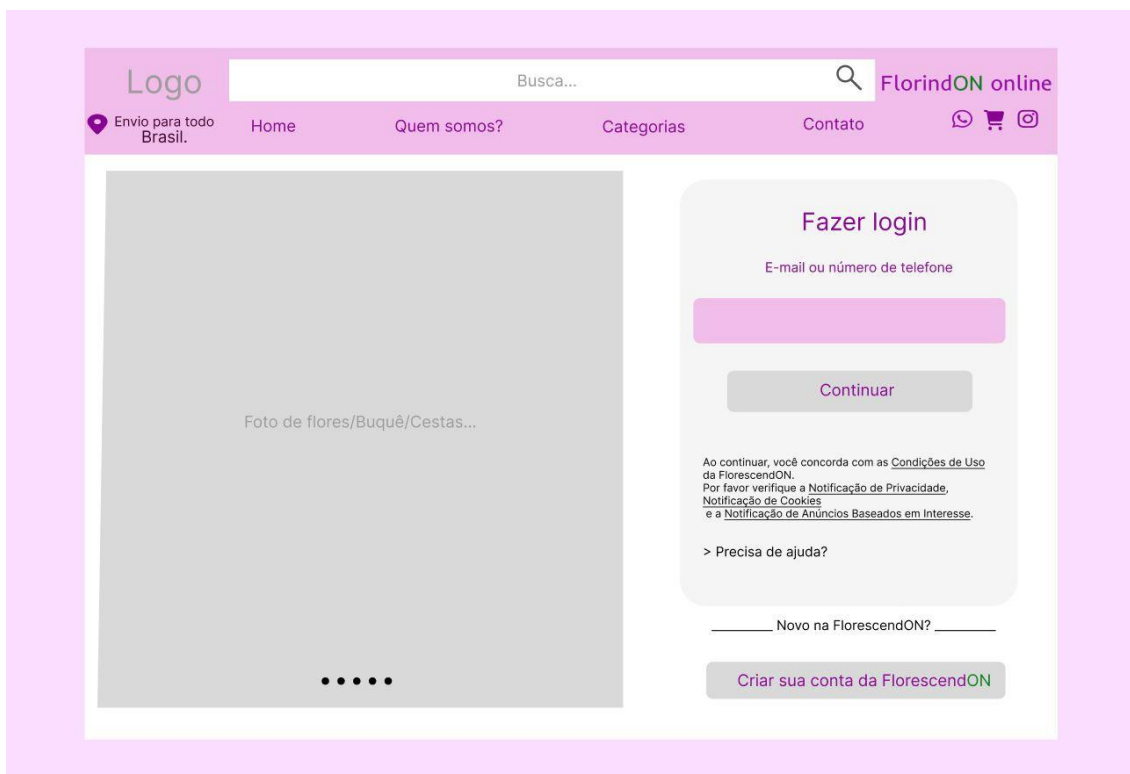 Logo
Busca...
FlorindON online
Envio para todo
Brasil.
Home
Quem somos?
Categorias
Contato
Foto de flores/Buquê/Cestas...
Fazer login
E-mail ou número de telefone
Continuar
Ao continuar, você concorda com as Condições de Uso
da FlorescendON.
Por favor verifique a Notificação de Privacidade,
Notificação de Cookies
e a Notificação de Anúncios Baseados em Interesse.
> Precisa de ajuda?
_________ Novo na FlorescendON? _________
Criar sua conta da FlorescendON